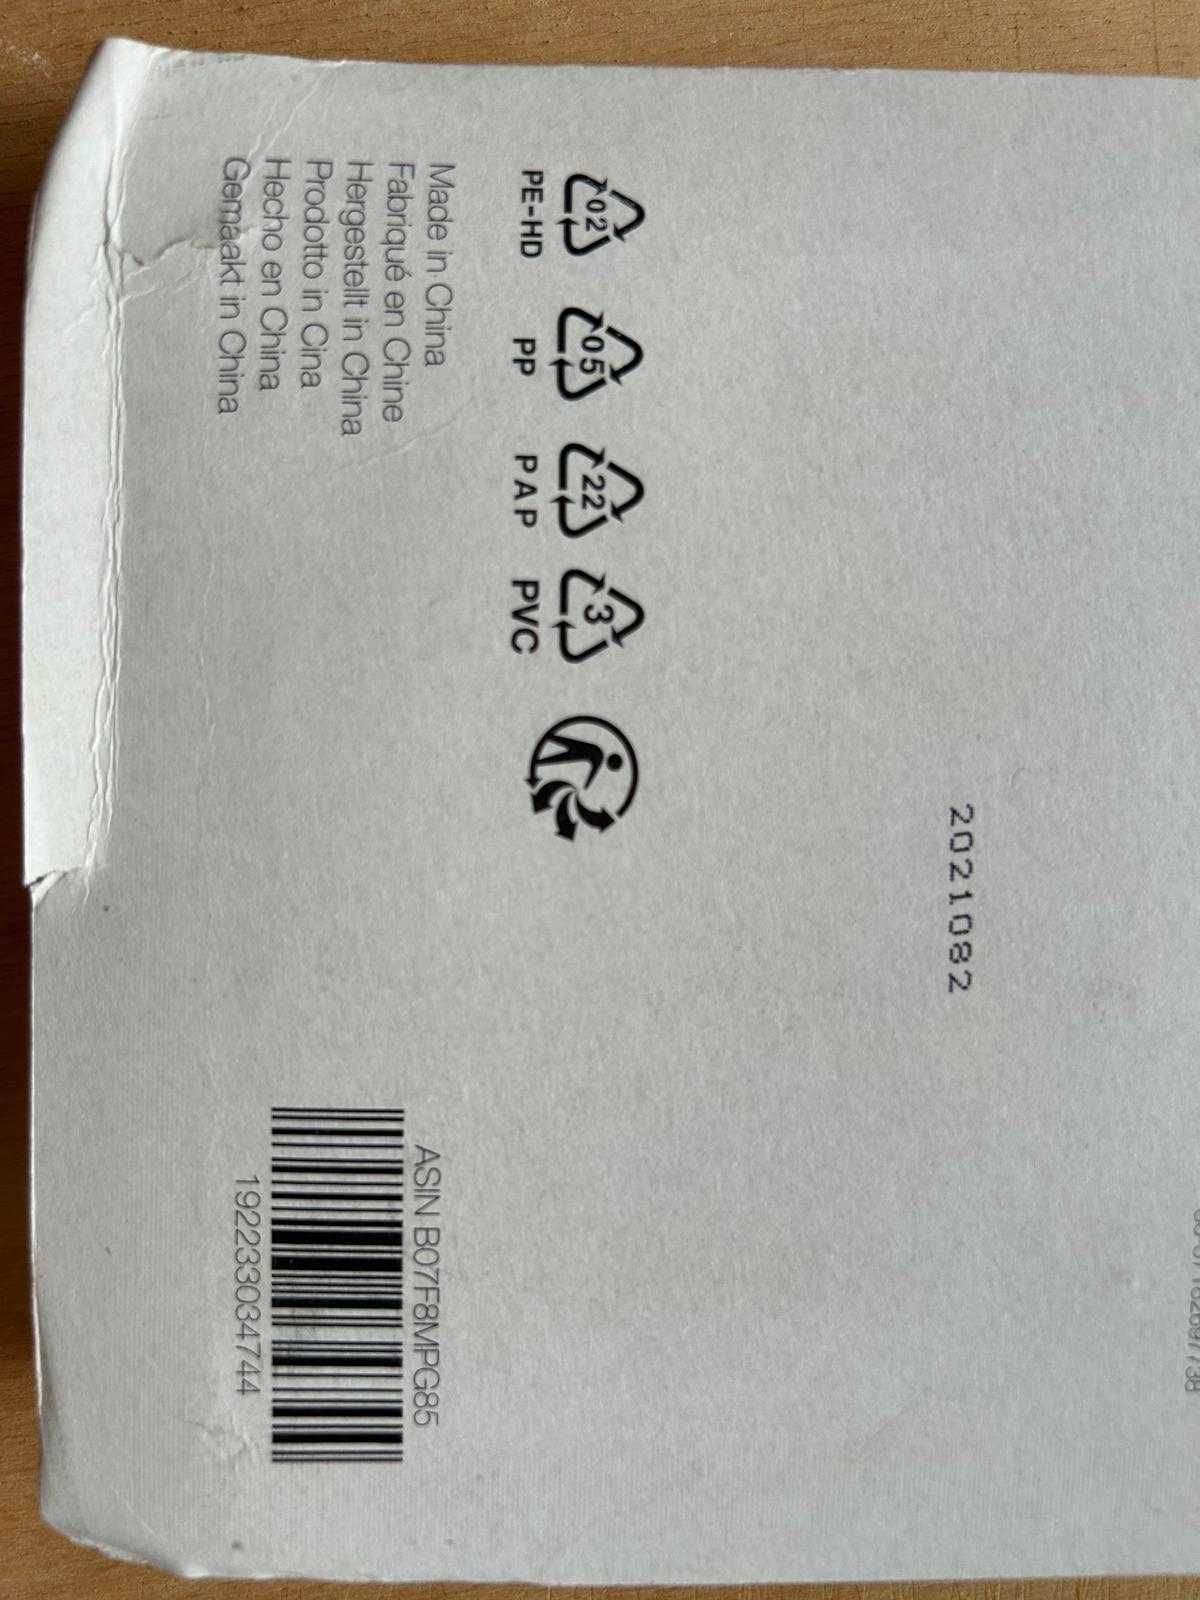 2021082
02
PE-HD
05
PP
22
PAP
3
PVC
Made in China
Fabriqué en Chine
Hergestellt in China
Prodotto in Cina
Hecho en China
Gemaakt in China
ASIN B07F8MPG85
192233034744